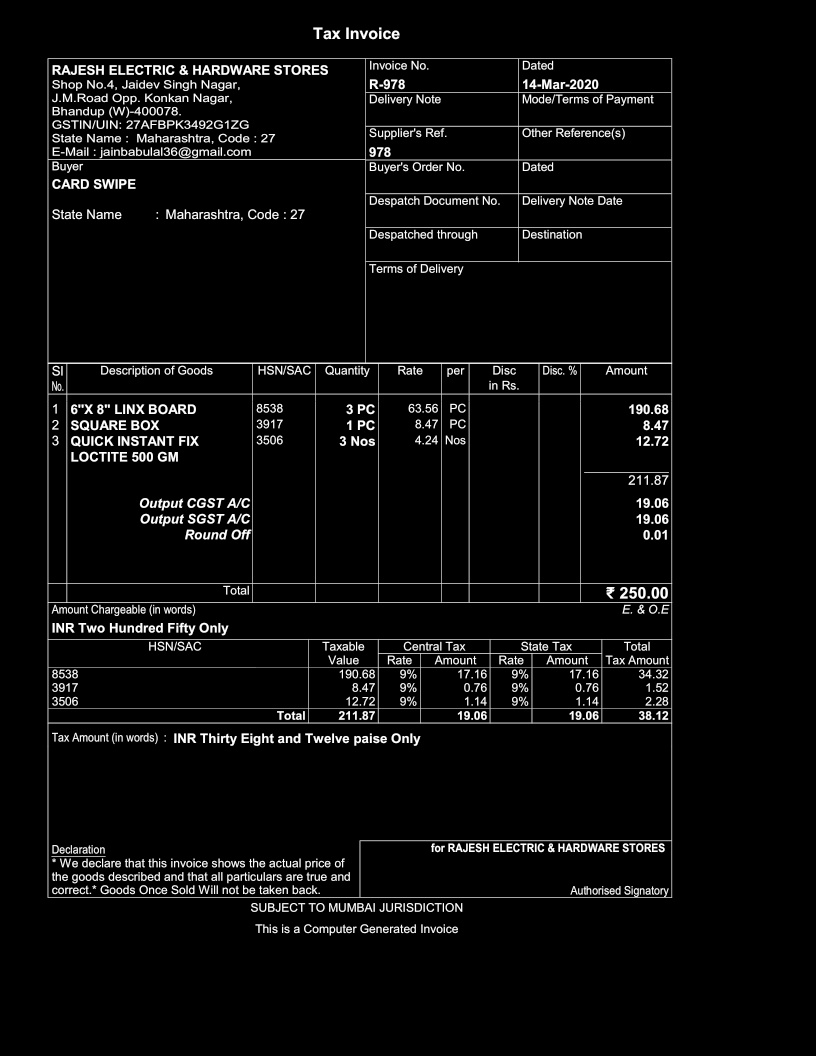 Tax Invoice
RAJESH ELECTRIC & HARDWARE STORES
Shop No.4, Jaidev Singh Nagar,
J.M.Road Opp. Konkan Nagar,
Bhandup (W)-400078.
GSTIN/UIN: 27AFBPK3492G1ZG
State Name : Maharashtra, Code : 27
E-Mail : jainbabulal36@gmail.com
Invoice No. Dated
R-978 14-Mar-2020
Delivery Note Mode/Terms of Payment
Supplier's Ref. Other Reference(s)
978
Buyer
CARD SWIPE
State Name : Maharashtra, Code : 27
Buyer's Order No. Dated
Despatch Document No. Delivery Note Date
Despatched through Destination
Terms of Delivery
Sl Description of Goods HSN/SAC Quantity Rate per Disc Disc. % Amount
No. in Rs.
1 6"X 8" LINX BOARD 8538 3 PC 63.56 PC 190.68
2 SQUARE BOX 3917 1 PC 8.47 PC 8.47
3 QUICK INSTANT FIX 3506 3 Nos 4.24 Nos 12.72
LOCTITE 500 GM
211.87
Output CGST A/C 19.06
Output SGST A/C 19.06
Round Off 0.01
Total ₹ 250.00
Amount Chargeable (in words) E. & O.E
INR Two Hundred Fifty Only
HSN/SAC Taxable Central Tax State Tax Total
Value Rate Amount Rate Amount Tax Amount
8538 190.68 9% 17.16 9% 17.16 34.32
3917 8.47 9% 0.76 9% 0.76 1.52
3506 12.72 9% 1.14 9% 1.14 2.28
Total 211.87 19.06 19.06 38.12
Tax Amount (in words) : INR Thirty Eight and Twelve paise Only
Declaration
* We declare that this invoice shows the actual price of
the goods described and that all particulars are true and
correct.* Goods Once Sold Will not be taken back.
for RAJESH ELECTRIC & HARDWARE STORES
Authorised Signatory
SUBJECT TO MUMBAI JURISDICTION
This is a Computer Generated Invoice